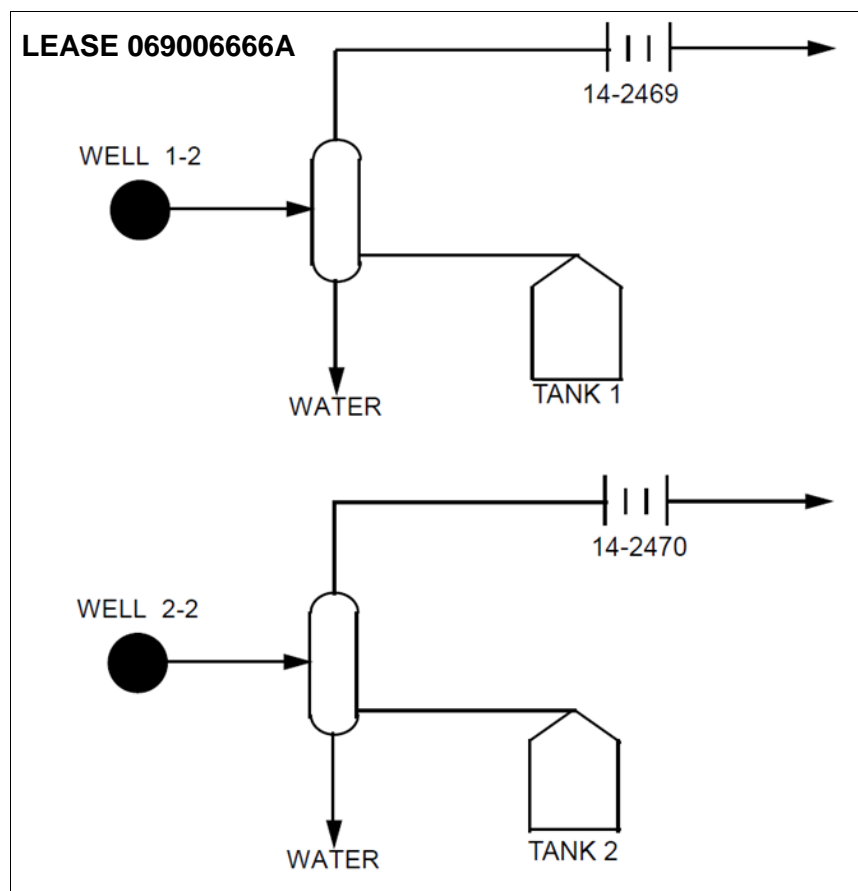 LEASE 069006666A
14-2469
WELL 1-2
TANK 1
WATER
14-2470
WELL 2-2
TANK 2
WATER